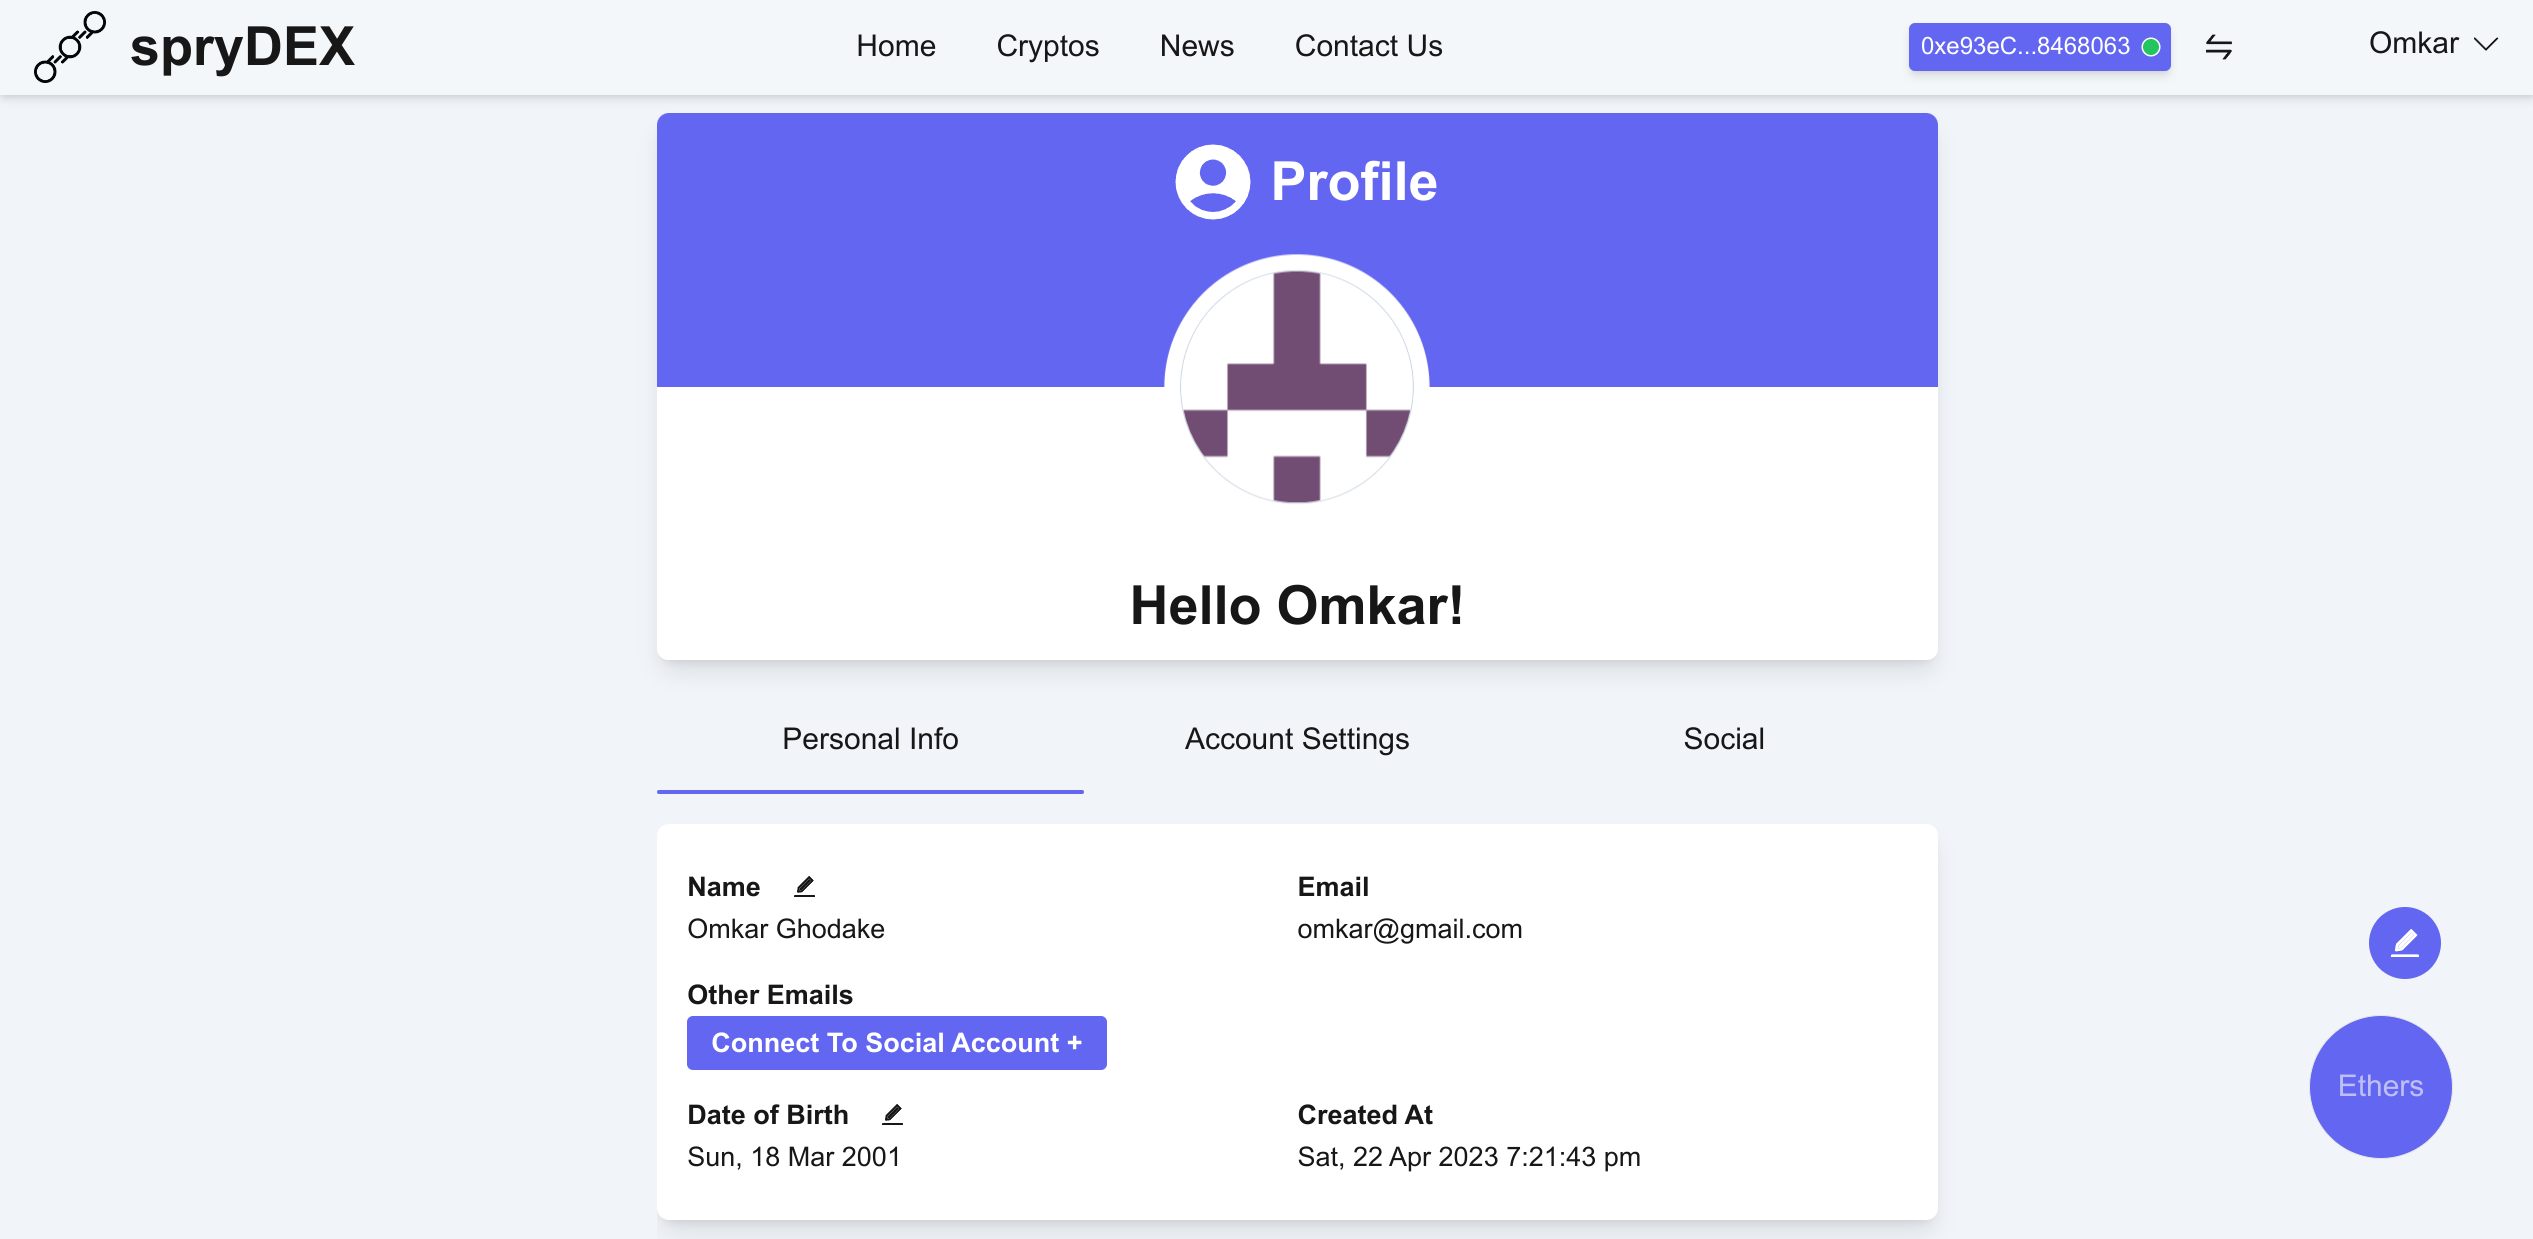 spryDEX
Home Cryptos News Contact Us
0xe93eC...8468063
Omkar
Profile
Hello Omkar!
Personal Info Account Settings Social
Name Email
Omkar Ghodake omkar@gmail.com
Other Emails
Connect To Social Account +
Date of Birth Created At
Sun, 18 Mar 2001 Sat, 22 Apr 2023 7:21:43 pm
Ethers